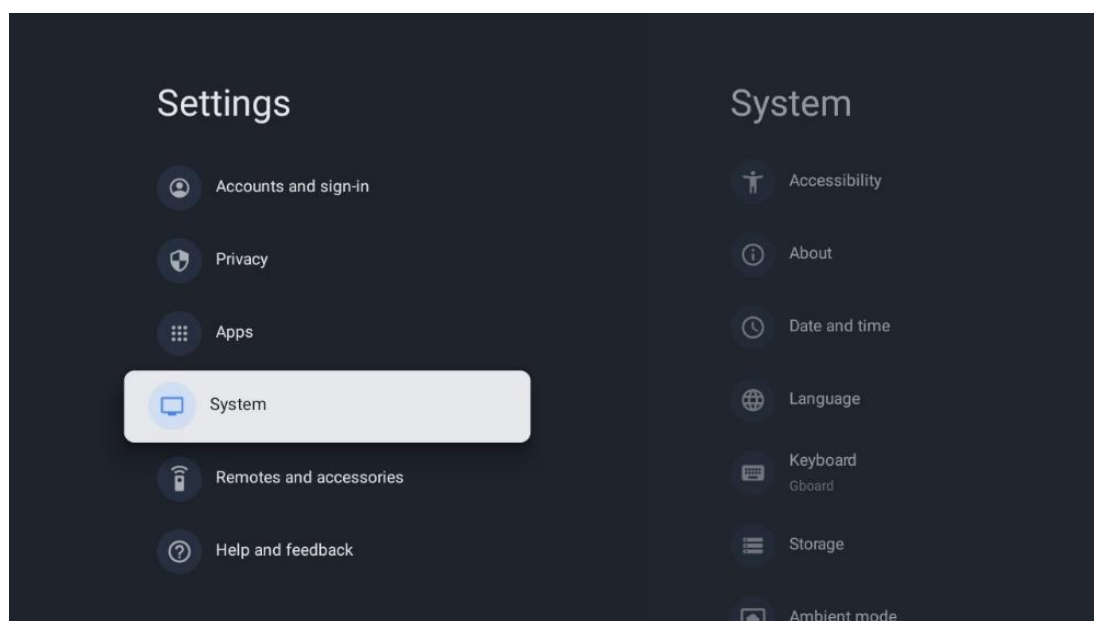 Settings
Accounts and sign-in
Privacy
Apps
System
Remotes and accessories
Help and feedback
System
Accessibility
About
Date and time
Language
Keyboard
Gboard
Storage
Ambient mode